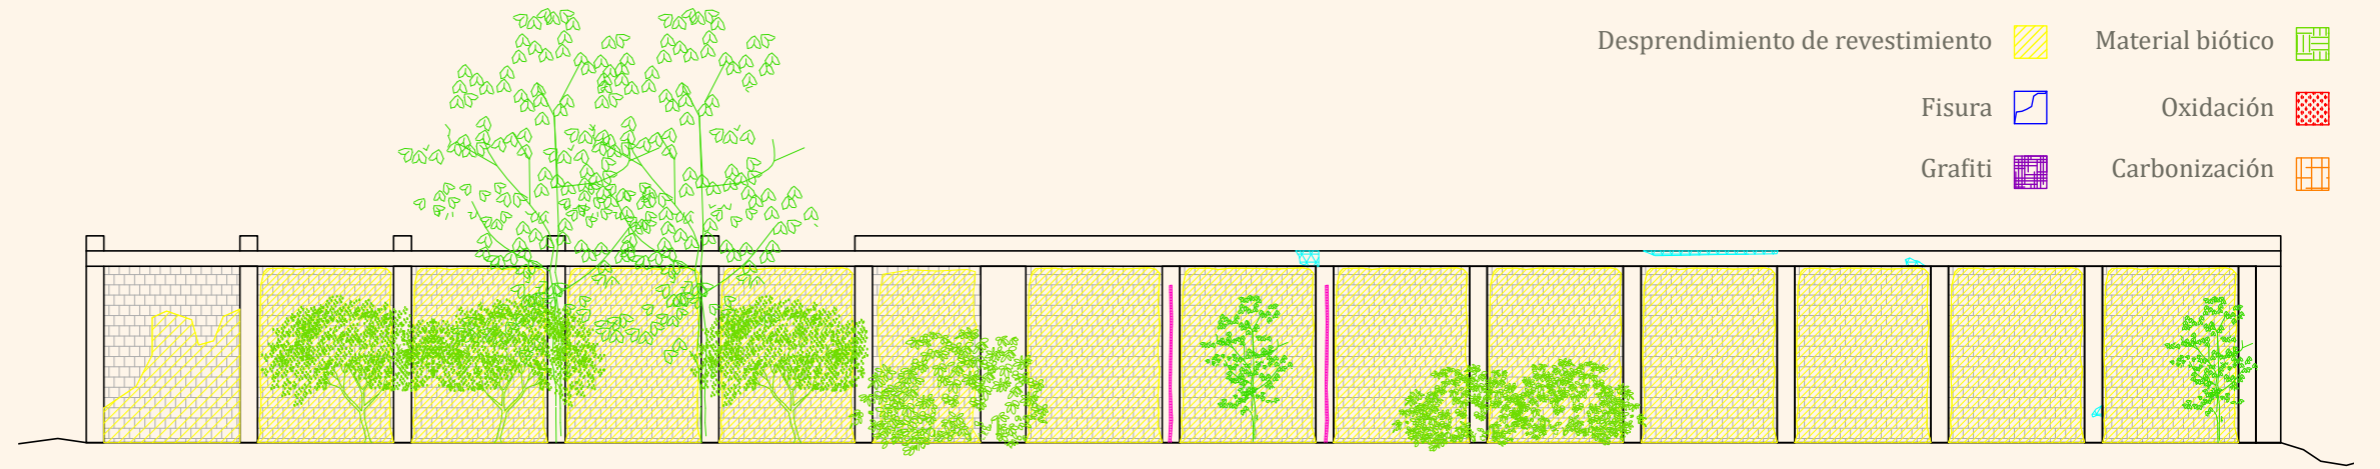 Desprendimiento de revestimiento
Material biótico
Fisura
Oxidación
Grafiti
Carbonización